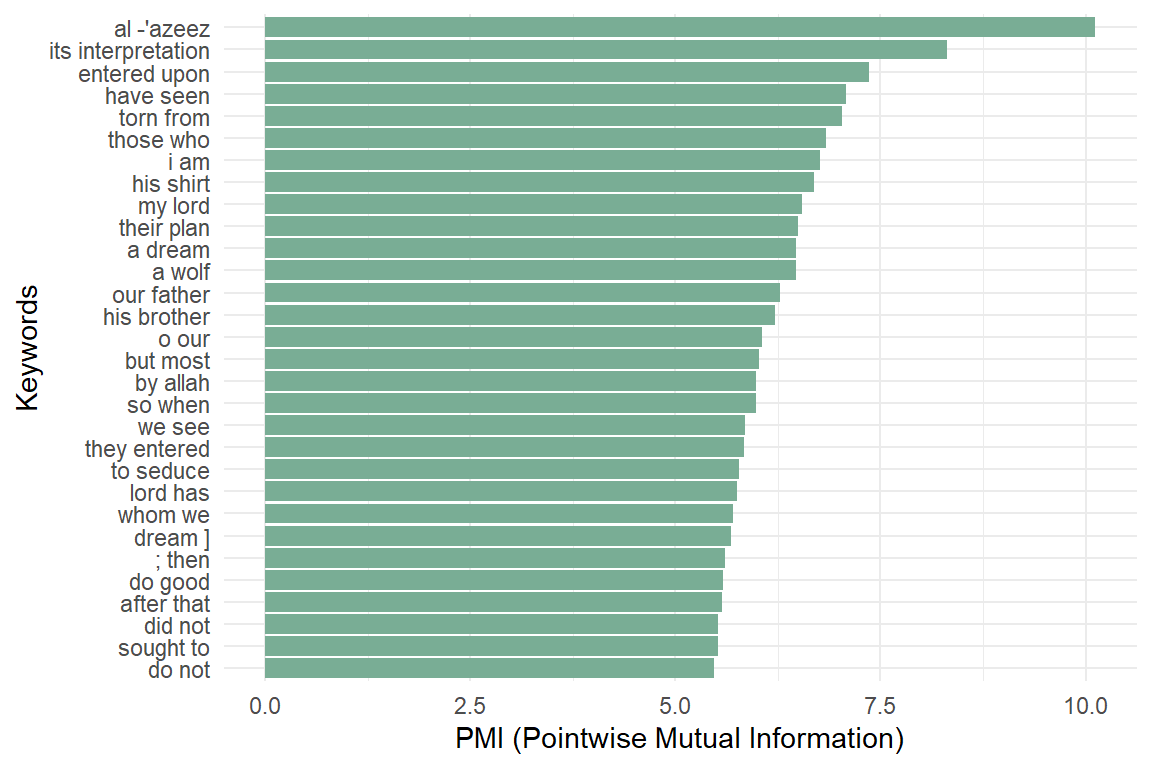 al -'azeez
its interpretation
entered upon
have seen
torn from
those who
i am
his shirt
my lord
their plan
a dream
a wolf
our father
his brother
o our
but most
by allah
so when
we see
they entered
to seduce
lord has
whom we
dream ]
; then
do good
after that
did not
sought to
do not
Keywords
0.0 2.5 5.0 7.5 10.0
PMI (Pointwise Mutual Information)